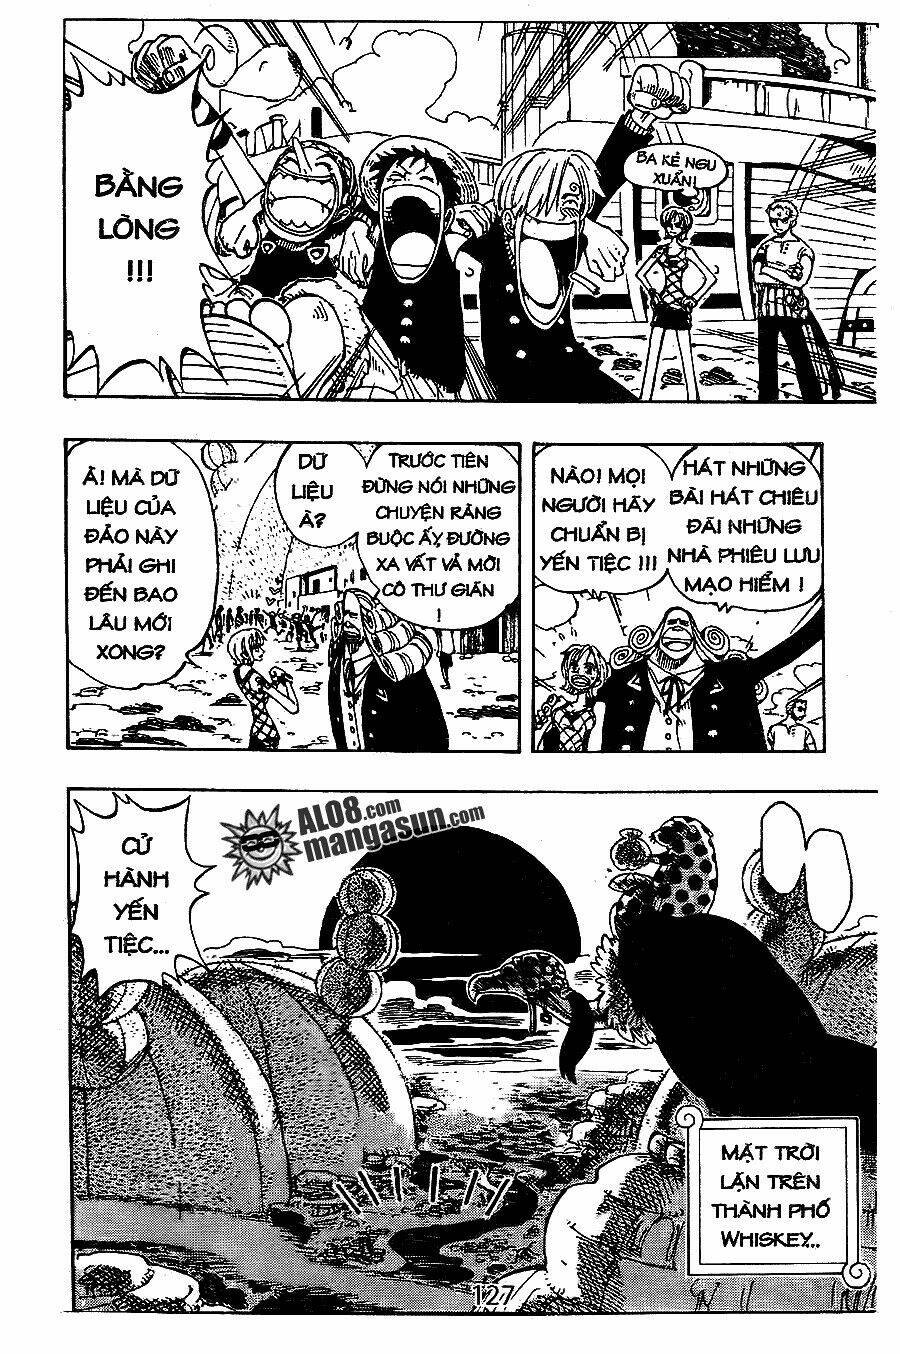 BẰNG
LÒNG
!!!
BA KẺ NGU
XUẨN!
HÁT NHỮNG
BÀI HÁT CHIÊU
ĐÃI NHỮNG
NHÀ PHIÊU LƯU
MẠO HIỂM !
NÀO! MỌI
NGƯỜI HÃY
CHUẨN BỊ
YẾN TIỆC !!!
TRƯỚC TIÊN
ĐỪNG NÓI NHỮNG
CHUYỆN RÀNG
BUỘC ẤY, ĐƯỜNG
XA VẤT VẢ MỜI
CÔ THƯ GIÃN
!
DỮ
LIỆU
À?
À! MÀ DỮ
LIỆU CỦA
ĐẢO NÀY
PHẢI GHI
ĐẾN BAO
LÂU MỚI
XONG?
CỬ
HÀNH
YẾN
TIỆC...
AL08.com
mangasun.com
MẶT TRỜI
LẶN TRÊN
THÀNH PHỐ
WHISKEY...
127